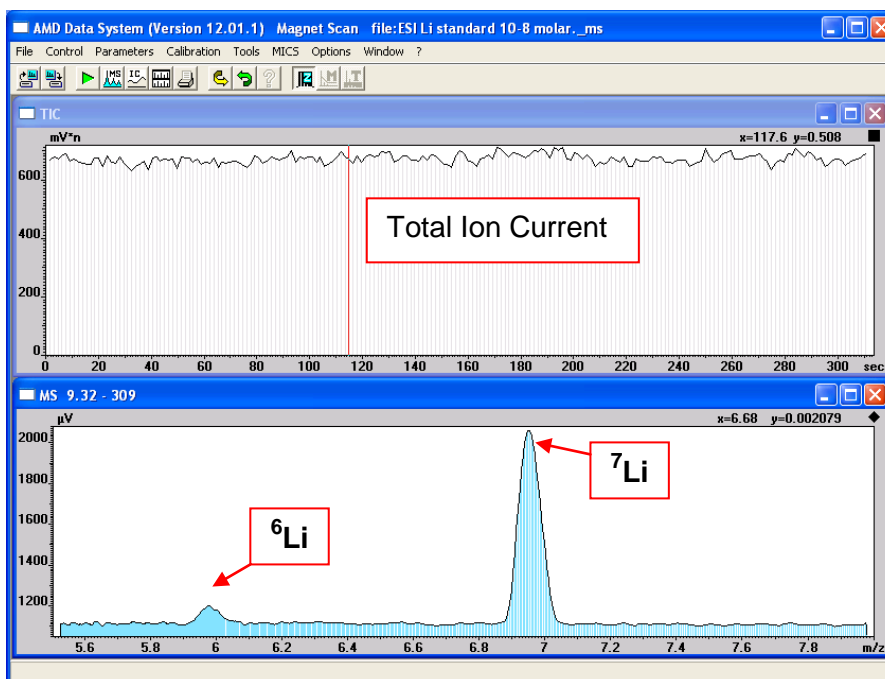 AMD Data System (Version 12.01.1) Magnet Scan file:ESI Li standard 10-8 molar._ms
File Control Parameters Calibration Tools MICS Options Window ?
MS IC
TIC
mV*n x=117.6 y=0.508
600
400
200
0
Total Ion Current
0 20 40 60 80 100 120 140 160 180 200 220 240 260 280 300 sec
MS 9.32 - 309
µV x=6.68 y=0.002079
2000
1800
1600
1400
1200
⁷Li
⁶Li
5.6 5.8 6 6.2 6.4 6.6 6.8 7 7.2 7.4 7.6 7.8 m/z